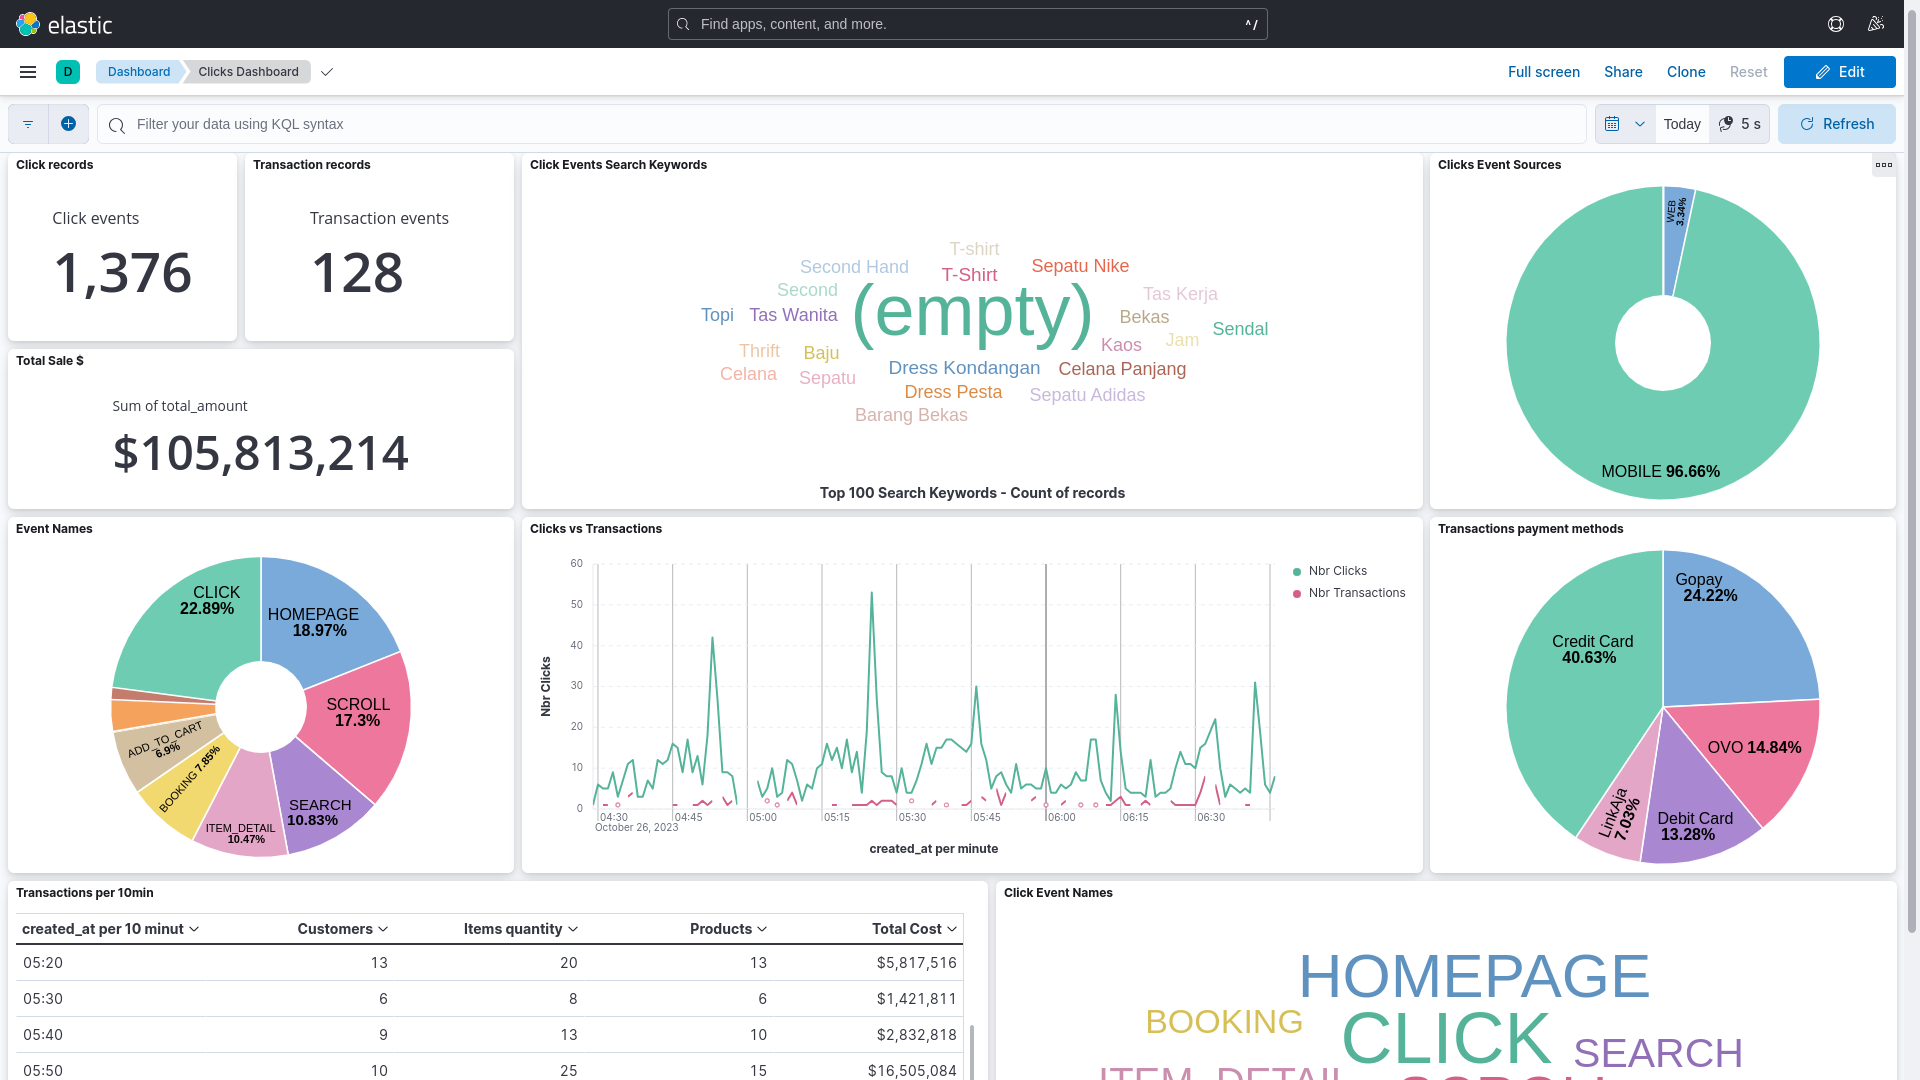 elastic
Find apps, content, and more.
^/
D
Dashboard
Clicks Dashboard
Full screen
Share
Clone
Reset
Edit
Filter your data using KQL syntax
Today
5 s
Refresh
Click records
Click events
1,376
Transaction records
Transaction events
128
Total Sale $
Sum of total_amount
$105,813,214
Click Events Search Keywords
T-shirt
Second Hand
T-Shirt
Sepatu Nike
Second
(empty)
Tas Kerja
Topi
Tas Wanita
Bekas
Sendal
Thrift
Baju
Kaos
Jam
Celana
Sepatu
Dress Kondangan
Celana Panjang
Dress Pesta
Sepatu Adidas
Barang Bekas
Top 100 Search Keywords - Count of records
Clicks Event Sources
WEB
3.34%
MOBILE 96.66%
Event Names
CLICK
22.89%
HOMEPAGE
18.97%
SCROLL
17.3%
ADD_TO_CART
6.9%
BOOKING 7.85%
SEARCH
10.83%
ITEM_DETAIL
10.47%
Clicks vs Transactions
Nbr Clicks
60
50
40
30
20
10
0
04:30
04:45
05:00
05:15
05:30
05:45
06:00
06:15
06:30
October 26, 2023
created_at per minute
Nbr Clicks
Nbr Transactions
Transactions payment methods
Gopay
24.22%
Credit Card
40.63%
OVO 14.84%
LinkAja
7.03%
Debit Card
13.28%
Transactions per 10min
created_at per 10 minut
Customers
Items quantity
Products
Total Cost
05:20 13 20 13 $5,817,516
05:30 6 8 6 $1,421,811
05:40 9 13 10 $2,832,818
05:50 10 25 15 $16,505,084
Click Event Names
HOMEPAGE
BOOKING
CLICK
SEARCH
ITEM_DETAIL
SCROLL